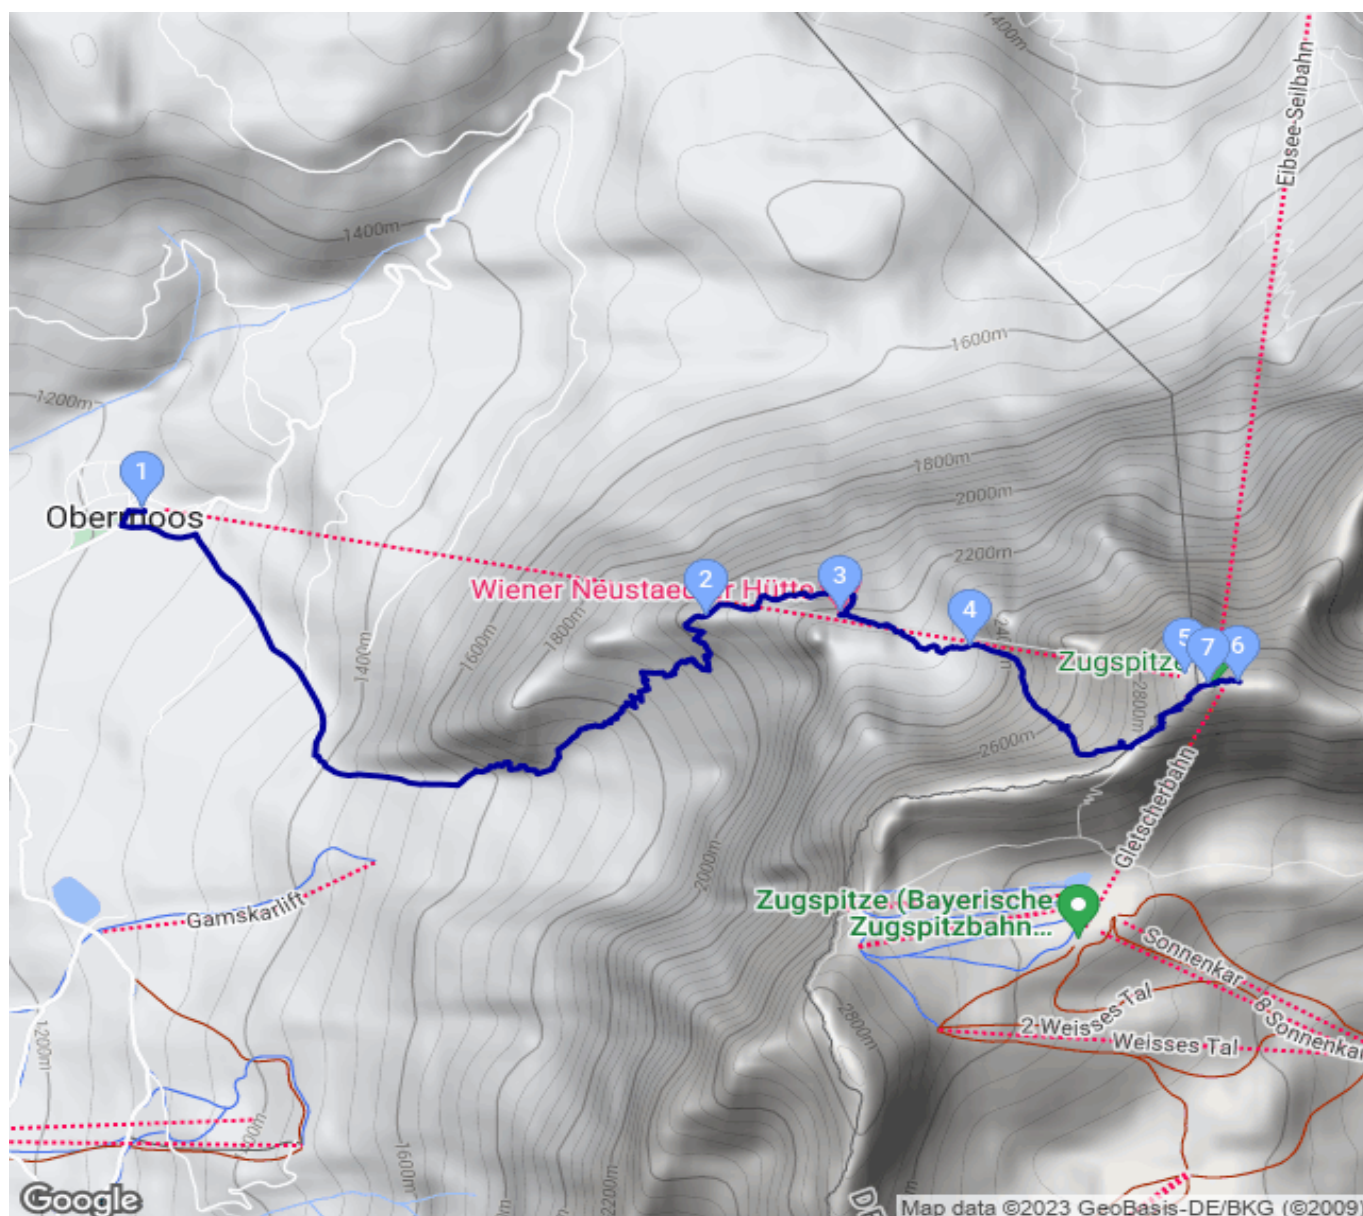 1400m
1400m
Eibsee-Seilbahn
1600m
1200m
1800m
2000m
1
Obermoos
2200m
3
Wiener Neustaedter Hütte
2
4
1800m
1600m
1400m
5
7
6
Zugspitze
2800m
2600m
2000m
Gletscherbahn
Gamskarlift
Zugspitze (Bayerische
Zugspitzbahn...
Sonnenkar
8 Sonnenkar
2 Weisses Tal
Weisses Tal
2800m
1200m
1600m
2200m
Google
Map data ©2023 GeoBasis-DE/BKG (©2009)